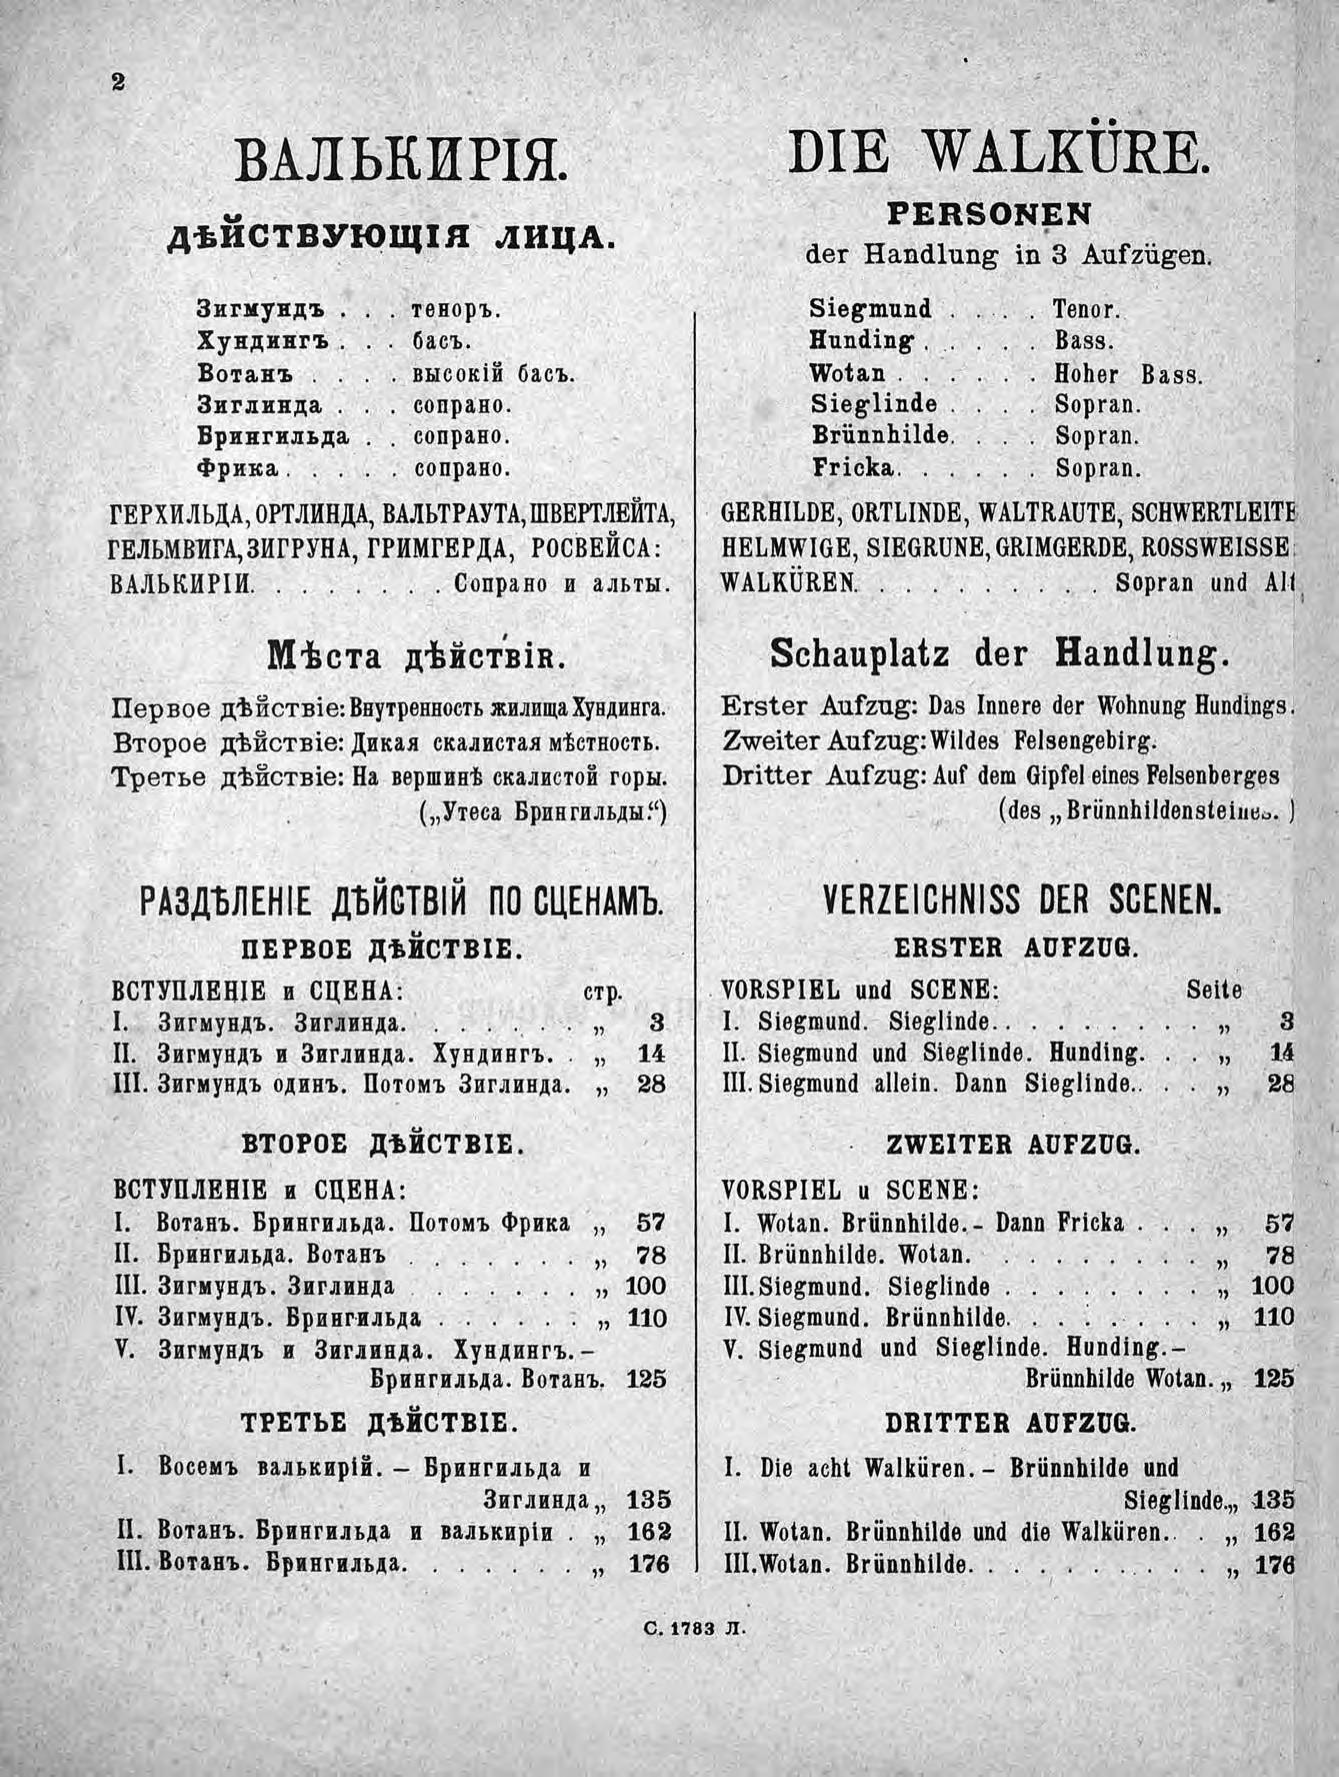 2
ВАЛЬКИРІЯ.
ДѢЙСТВУЮЩІЯ ЛИЦА.
Зигмундъ . . . теноръ.
Хундингъ . . . басъ.
Вотанъ . . . . высокій басъ.
Зиглинда . . . сопрано.
Брингильда . . сопрано.
Фрика . . . . . сопрано.
ГЕРХИЛЬДА, ОРТЛИНДА, ВАЛЬТРАУТА, ШВЕРТЛЕЙТА,
ГЕЛЬМВИГА, ЗИГРУНА, ГРИМГЕРДА, РОСВЕЙСА:
ВАЛЬКИРІИ. . . . . . . . Сопрано и альты.
Мѣста дѣйствія.
Первое дѣйствіе: Внутренность жилища Хундинга.
Второе дѣйствіе: Дикая скалистая мѣстность.
Третье дѣйствіе: На вершинѣ скалистой горы.
(„Утеса Брингильды.“)
РАЗДѢЛЕНІЕ ДѢЙСТВІЙ ПО СЦЕНАМЪ.
ПЕРВОЕ ДѢЙСТВІЕ.
ВСТУПЛЕНІЕ и СЦЕНА: стр.
I. Зигмундъ. Зиглинда. . . . . . . „ 3
II. Зигмундъ и Зиглинда. Хундингъ. . „ 14
III. Зигмундъ одинъ. Потомъ Зиглинда. „ 28
ВТОРОЕ ДѢЙСТВІЕ.
ВСТУПЛЕНІЕ и СЦЕНА:
I. Вотанъ. Брингильда. Потомъ Фрика „ 57
II. Брингильда. Вотанъ . . . . . . . „ 78
III. Зигмундъ. Зиглинда . . . . . . . „ 100
IV. Зигмундъ. Брингильда . . . . . . „ 110
V. Зигмундъ и Зиглинда. Хундингъ. –
Брингильда. Вотанъ. 125
ТРЕТЬЕ ДѢЙСТВІЕ.
I. Восемъ валькирій. – Брингильда и
Зиглинда „ 135
II. Вотанъ. Брингильда и валькиріи . „ 162
III. Вотанъ. Брингильда. . . . . . . „ 176
DIE WALKÜRE.
PERSONEN
der Handlung in 3 Aufzügen.
Siegmund . . . . Tenor.
Hunding . . . . . Bass.
Wotan . . . . . . Hoher Bass.
Sieglinde . . . . Sopran.
Brünnhilde. . . . Sopran.
Fricka. . . . . . Sopran.
GERHILDE, ORTLINDE, WALTRAUTE, SCHWERTLEITE
HELMWIGE, SIEGRUNE, GRIMGERDE, ROSSWEISSE:
WALKÜREN. . . . . . . . . Sopran und Alt
Schauplatz der Handlung.
Erster Aufzug: Das Innere der Wohnung Hundings.
Zweiter Aufzug: Wildes Felsengebirg.
Dritter Aufzug: Auf dem Gipfel eines Felsenberges
(des „Brünnhildensteines. )
VERZEICHNISS DER SCENEN.
ERSTER AUFZUG.
VORSPIEL und SCENE: Seite
I. Siegmund. Sieglinde. . . . . . . . . „ 3
II. Siegmund und Sieglinde. Hunding. . . „ 14
III. Siegmund allein. Dann Sieglinde. . . . „ 28
ZWEITER AUFZUG.
VORSPIEL u SCENE:
I. Wotan. Brünnhilde. – Dann Fricka . . . „ 57
II. Brünnhilde. Wotan. . . . . . . . . „ 78
III. Siegmund. Sieglinde . . . . . . . . „ 100
IV. Siegmund. Brünnhilde. . . . . . . . „ 110
V. Siegmund und Sieglinde. Hunding. –
Brünnhilde Wotan. „ 125
DRITTER AUFZUG.
I. Die acht Walküren. – Brünnhilde und
Sieglinde. „ 135
II. Wotan. Brünnhilde und die Walküren. . . „ 162
III. Wotan. Brünnhilde. . . . . . . . . . „ 176
С. 1783 Л.